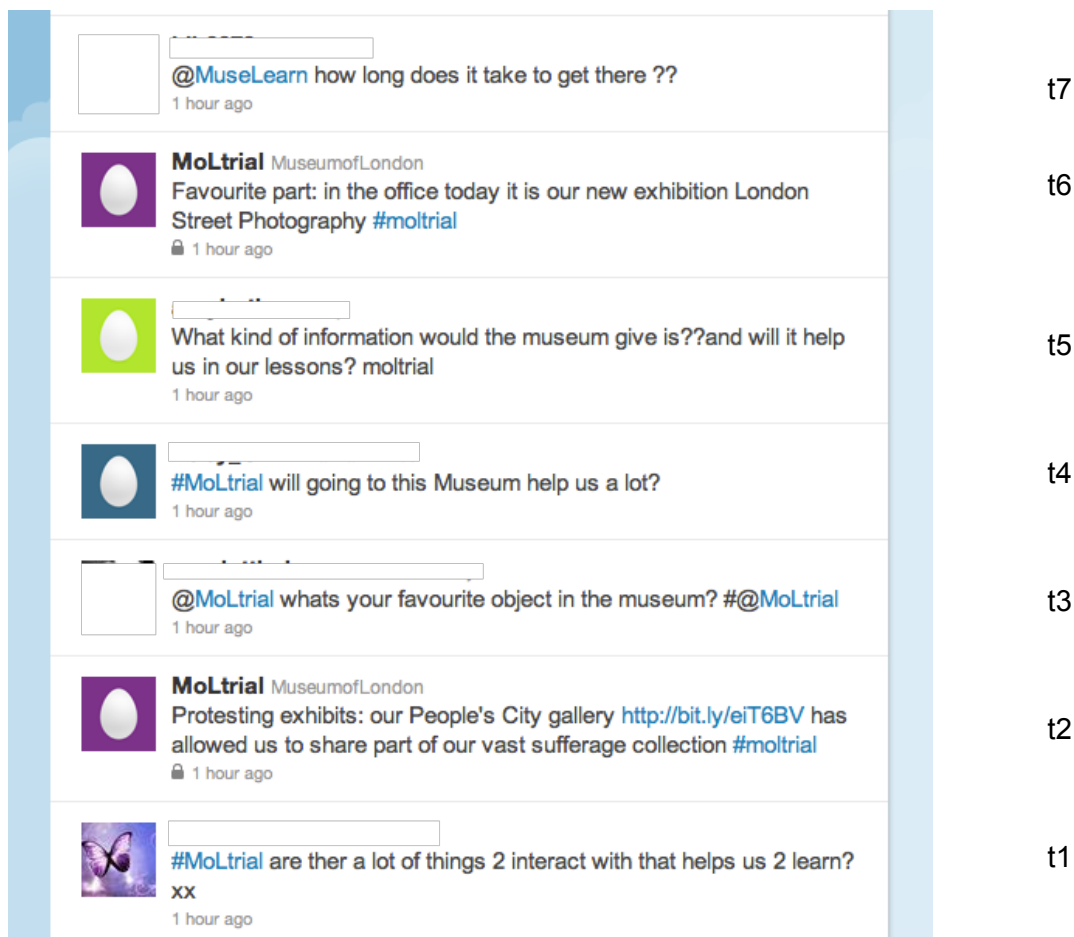 @MuseLearn how long does it take to get there ??
1 hour ago
t7
MoLtrial MuseumofLondon
Favourite part: in the office today it is our new exhibition London
Street Photography #moltrial
1 hour ago
t6
What kind of information would the museum give is??and will it help
us in our lessons? moltrial
1 hour ago
t5
#MoLtrial will going to this Museum help us a lot?
1 hour ago
t4
@MoLtrial whats your favourite object in the museum? #@MoLtrial
1 hour ago
t3
MoLtrial MuseumofLondon
Protesting exhibits: our People's City gallery http://bit.ly/eiT6BV has
allowed us to share part of our vast sufferage collection #moltrial
1 hour ago
t2
#MoLtrial are ther a lot of things 2 interact with that helps us 2 learn?
xx
1 hour ago
t1